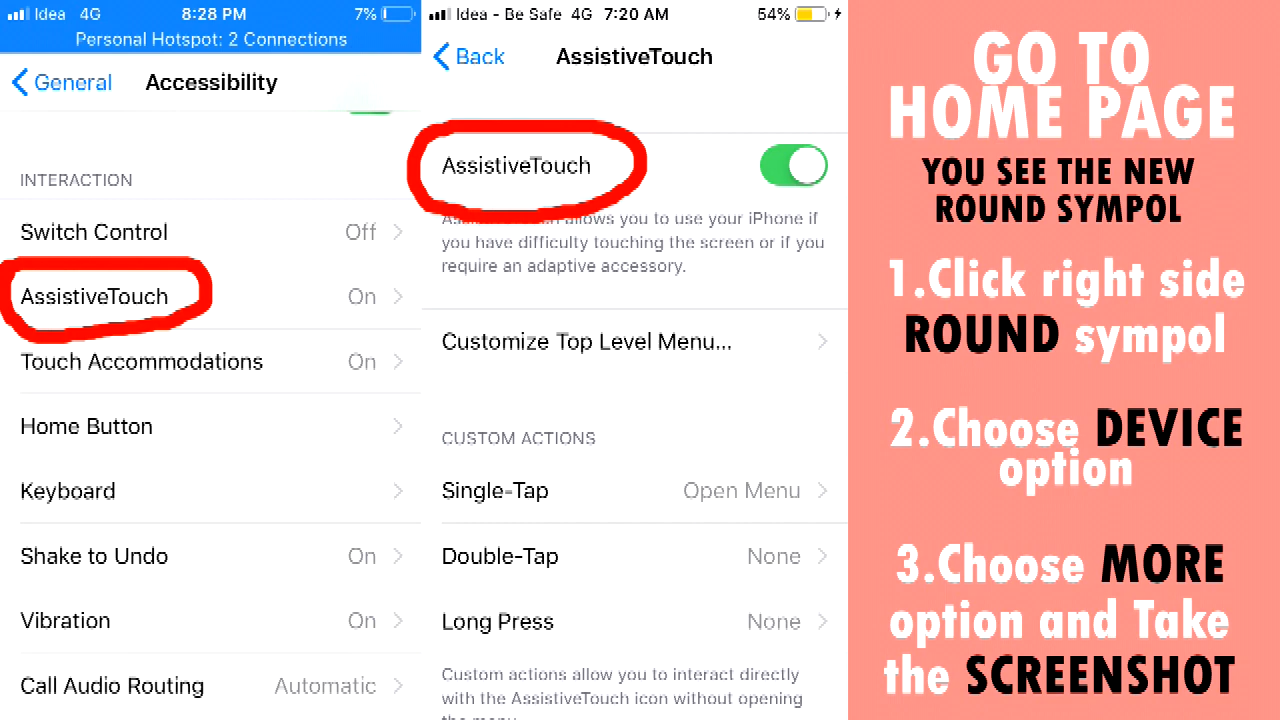 Idea 4G 8:28 PM 7%
Personal Hotspot: 2 Connections
General Accessibility
INTERACTION
Switch Control Off
AssistiveTouch On
Touch Accommodations On
Home Button
Keyboard
Shake to Undo On
Vibration On
Call Audio Routing Automatic
Idea - Be Safe 4G 7:20 AM 54%
Back AssistiveTouch
AssistiveTouch
allows you to use your iPhone if
you have difficulty touching the screen or if you
require an adaptive accessory.
Customize Top Level Menu...
CUSTOM ACTIONS
Single-Tap Open Menu
Double-Tap None
Long Press None
Custom actions allow you to interact directly
with the AssistiveTouch icon without opening
the menu.
GO TO
HOME PAGE
YOU SEE THE NEW
ROUND SYMPOL
1.Click right side
ROUND sympol
2.Choose DEVICE
option
3.Choose MORE
option and Take
the SCREENSHOT